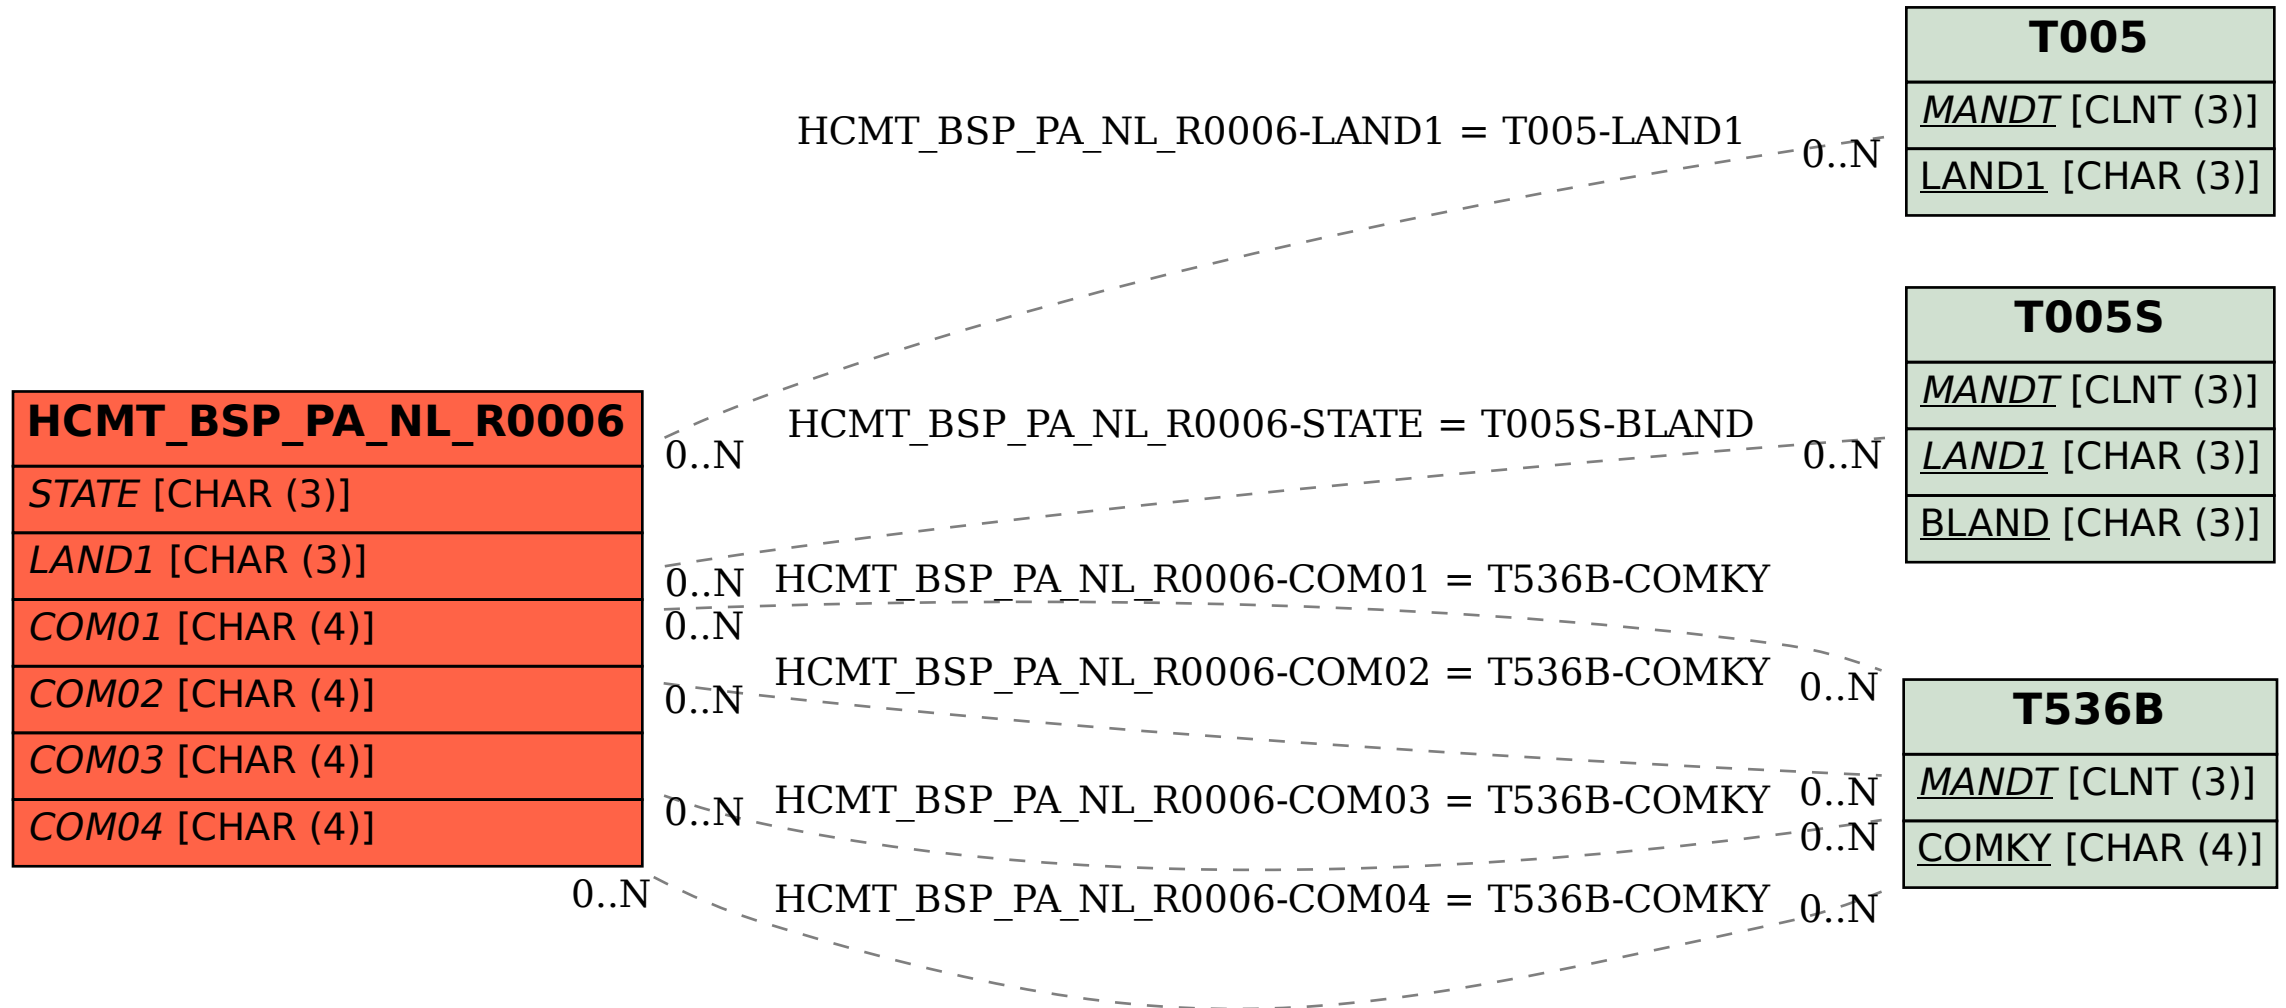 T005
MANDT [CLNT (3)]
LAND1 [CHAR (3)]
HCMT_BSP_PA_NL_R0006-LAND1 = T005-LAND1
0..N
0..N
T005S
MANDT [CLNT (3)]
LAND1 [CHAR (3)]
BLAND [CHAR (3)]
HCMT_BSP_PA_NL_R0006-STATE = T005S-BLAND
0..N
0..N
HCMT_BSP_PA_NL_R0006
STATE [CHAR (3)]
LAND1 [CHAR (3)]
COM01 [CHAR (4)]
COM02 [CHAR (4)]
COM03 [CHAR (4)]
COM04 [CHAR (4)]
HCMT_BSP_PA_NL_R0006-COM01 = T536B-COMKY
0..N
0..N
HCMT_BSP_PA_NL_R0006-COM02 = T536B-COMKY
0..N
0..N
HCMT_BSP_PA_NL_R0006-COM03 = T536B-COMKY
0..N
0..N
HCMT_BSP_PA_NL_R0006-COM04 = T536B-COMKY
0..N
0..N
T536B
MANDT [CLNT (3)]
COMKY [CHAR (4)]